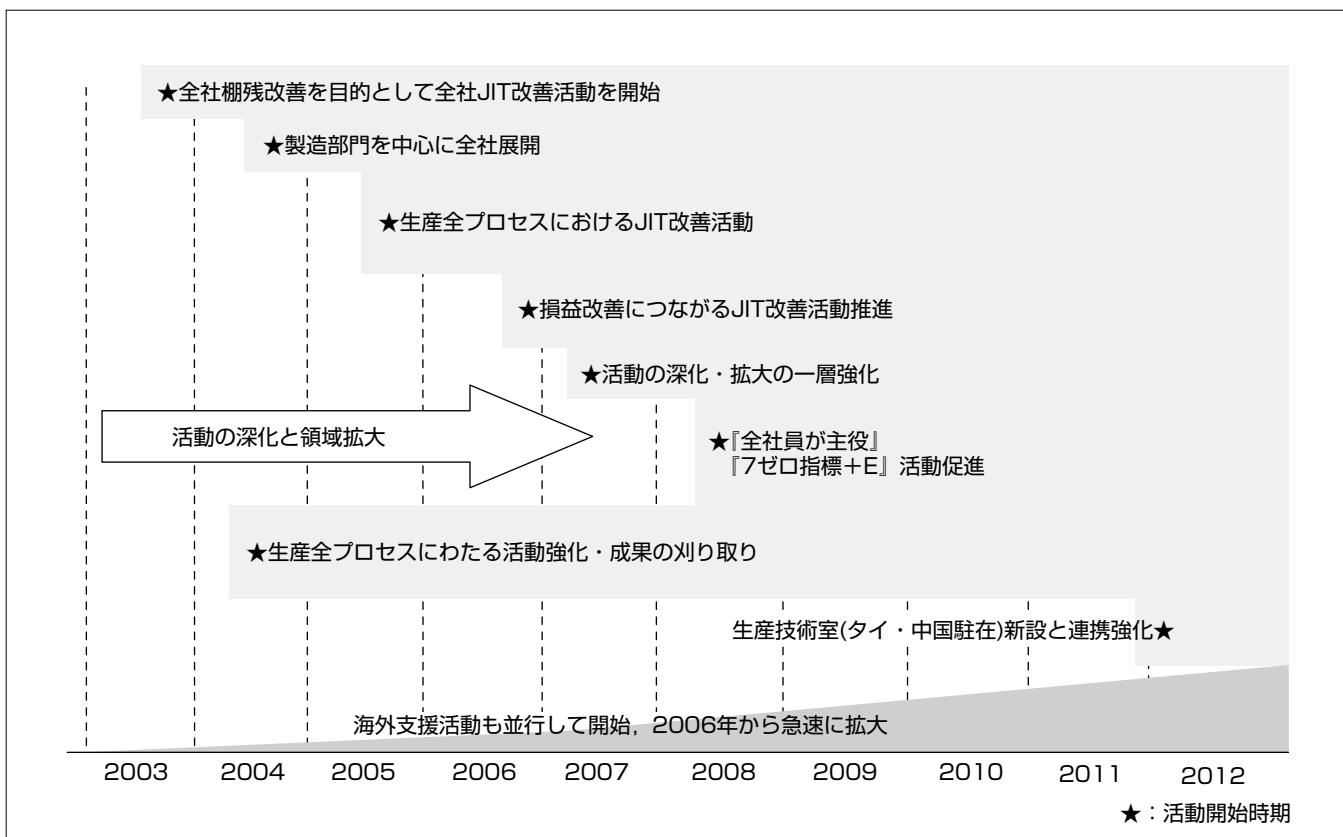 ★全社棚残改善を目的として全社JIT改善活動を開始
★製造部門を中心に全社展開
★生産全プロセスにおけるJIT改善活動
★損益改善につながるJIT改善活動推進
★活動の深化・拡大の一層強化
活動の深化と領域拡大
★『全社員が主役』
『7ゼロ指標＋E』活動促進
★生産全プロセスにわたる活動強化・成果の刈り取り
生産技術室(タイ・中国駐在)新設と連携強化★
海外支援活動も並行して開始，2006年から急速に拡大
2003 2004 2005 2006 2007 2008 2009 2010 2011 2012
★：活動開始時期